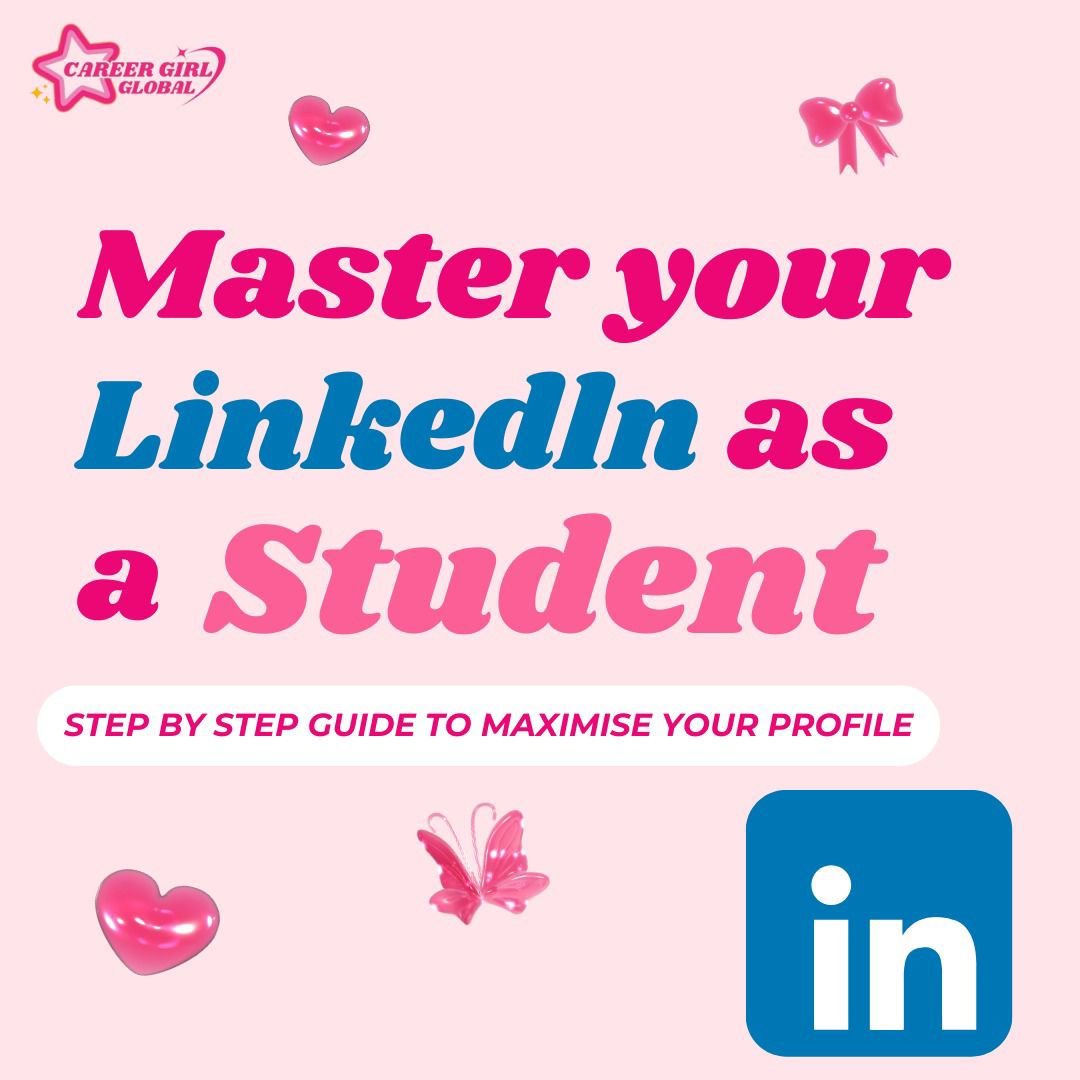 CAREER GIRL
GLOBAL
Master your
LinkedIn as
a Student
STEP BY STEP GUIDE TO MAXIMISE YOUR PROFILE
in